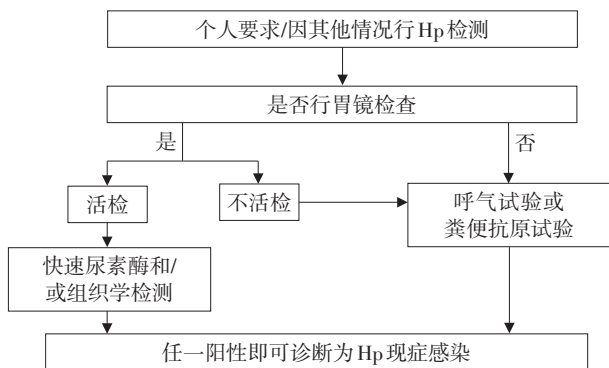 个人要求/因其他情况行Hp检测
是否行胃镜检查
是
否
活检
不活检
呼气试验或
粪便抗原试验
快速尿素酶和/
或组织学检测
任一阳性即可诊断为Hp现症感染